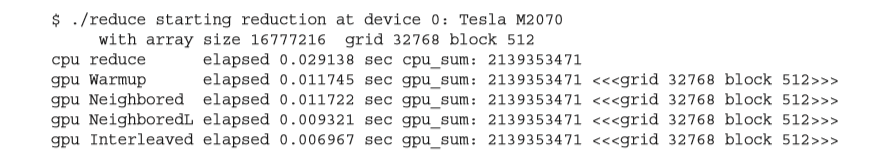 $ ./reduce starting reduction at device 0: Tesla M2070
with array size 16777216 grid 32768 block 512
cpu reduce elapsed 0.029138 sec cpu_sum: 2139353471
gpu Warmup elapsed 0.011745 sec gpu_sum: 2139353471 <<<grid 32768 block 512>>>
gpu Neighbored elapsed 0.011722 sec gpu_sum: 2139353471 <<<grid 32768 block 512>>>
gpu NeighboredL elapsed 0.009321 sec gpu_sum: 2139353471 <<<grid 32768 block 512>>>
gpu Interleaved elapsed 0.006967 sec gpu_sum: 2139353471 <<<grid 32768 block 512>>>